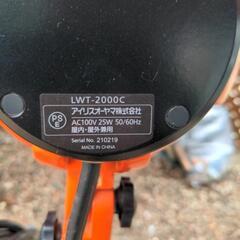 LWT-2000C
PSE
アイリスオーヤマ株式会社
AC100V 25W 50/60Hz
屋内・屋外兼用
Serial No. 210219
MADE IN CHINA